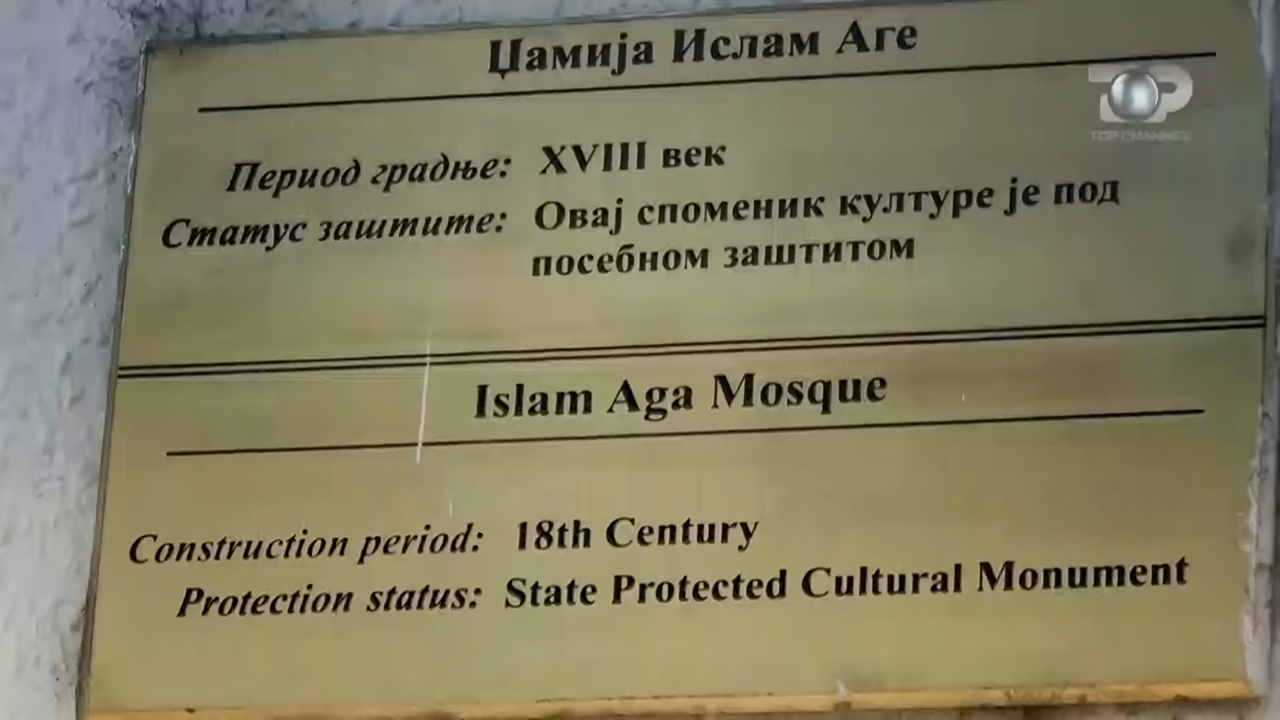 Џамија Ислам Аге
TOP CHANNEL
Период градње: XVIII век
Статус заштите: Овај споменик културе је под
посебном заштитом
Islam Aga Mosque
Construction period: 18th Century
Protection status: State Protected Cultural Monument